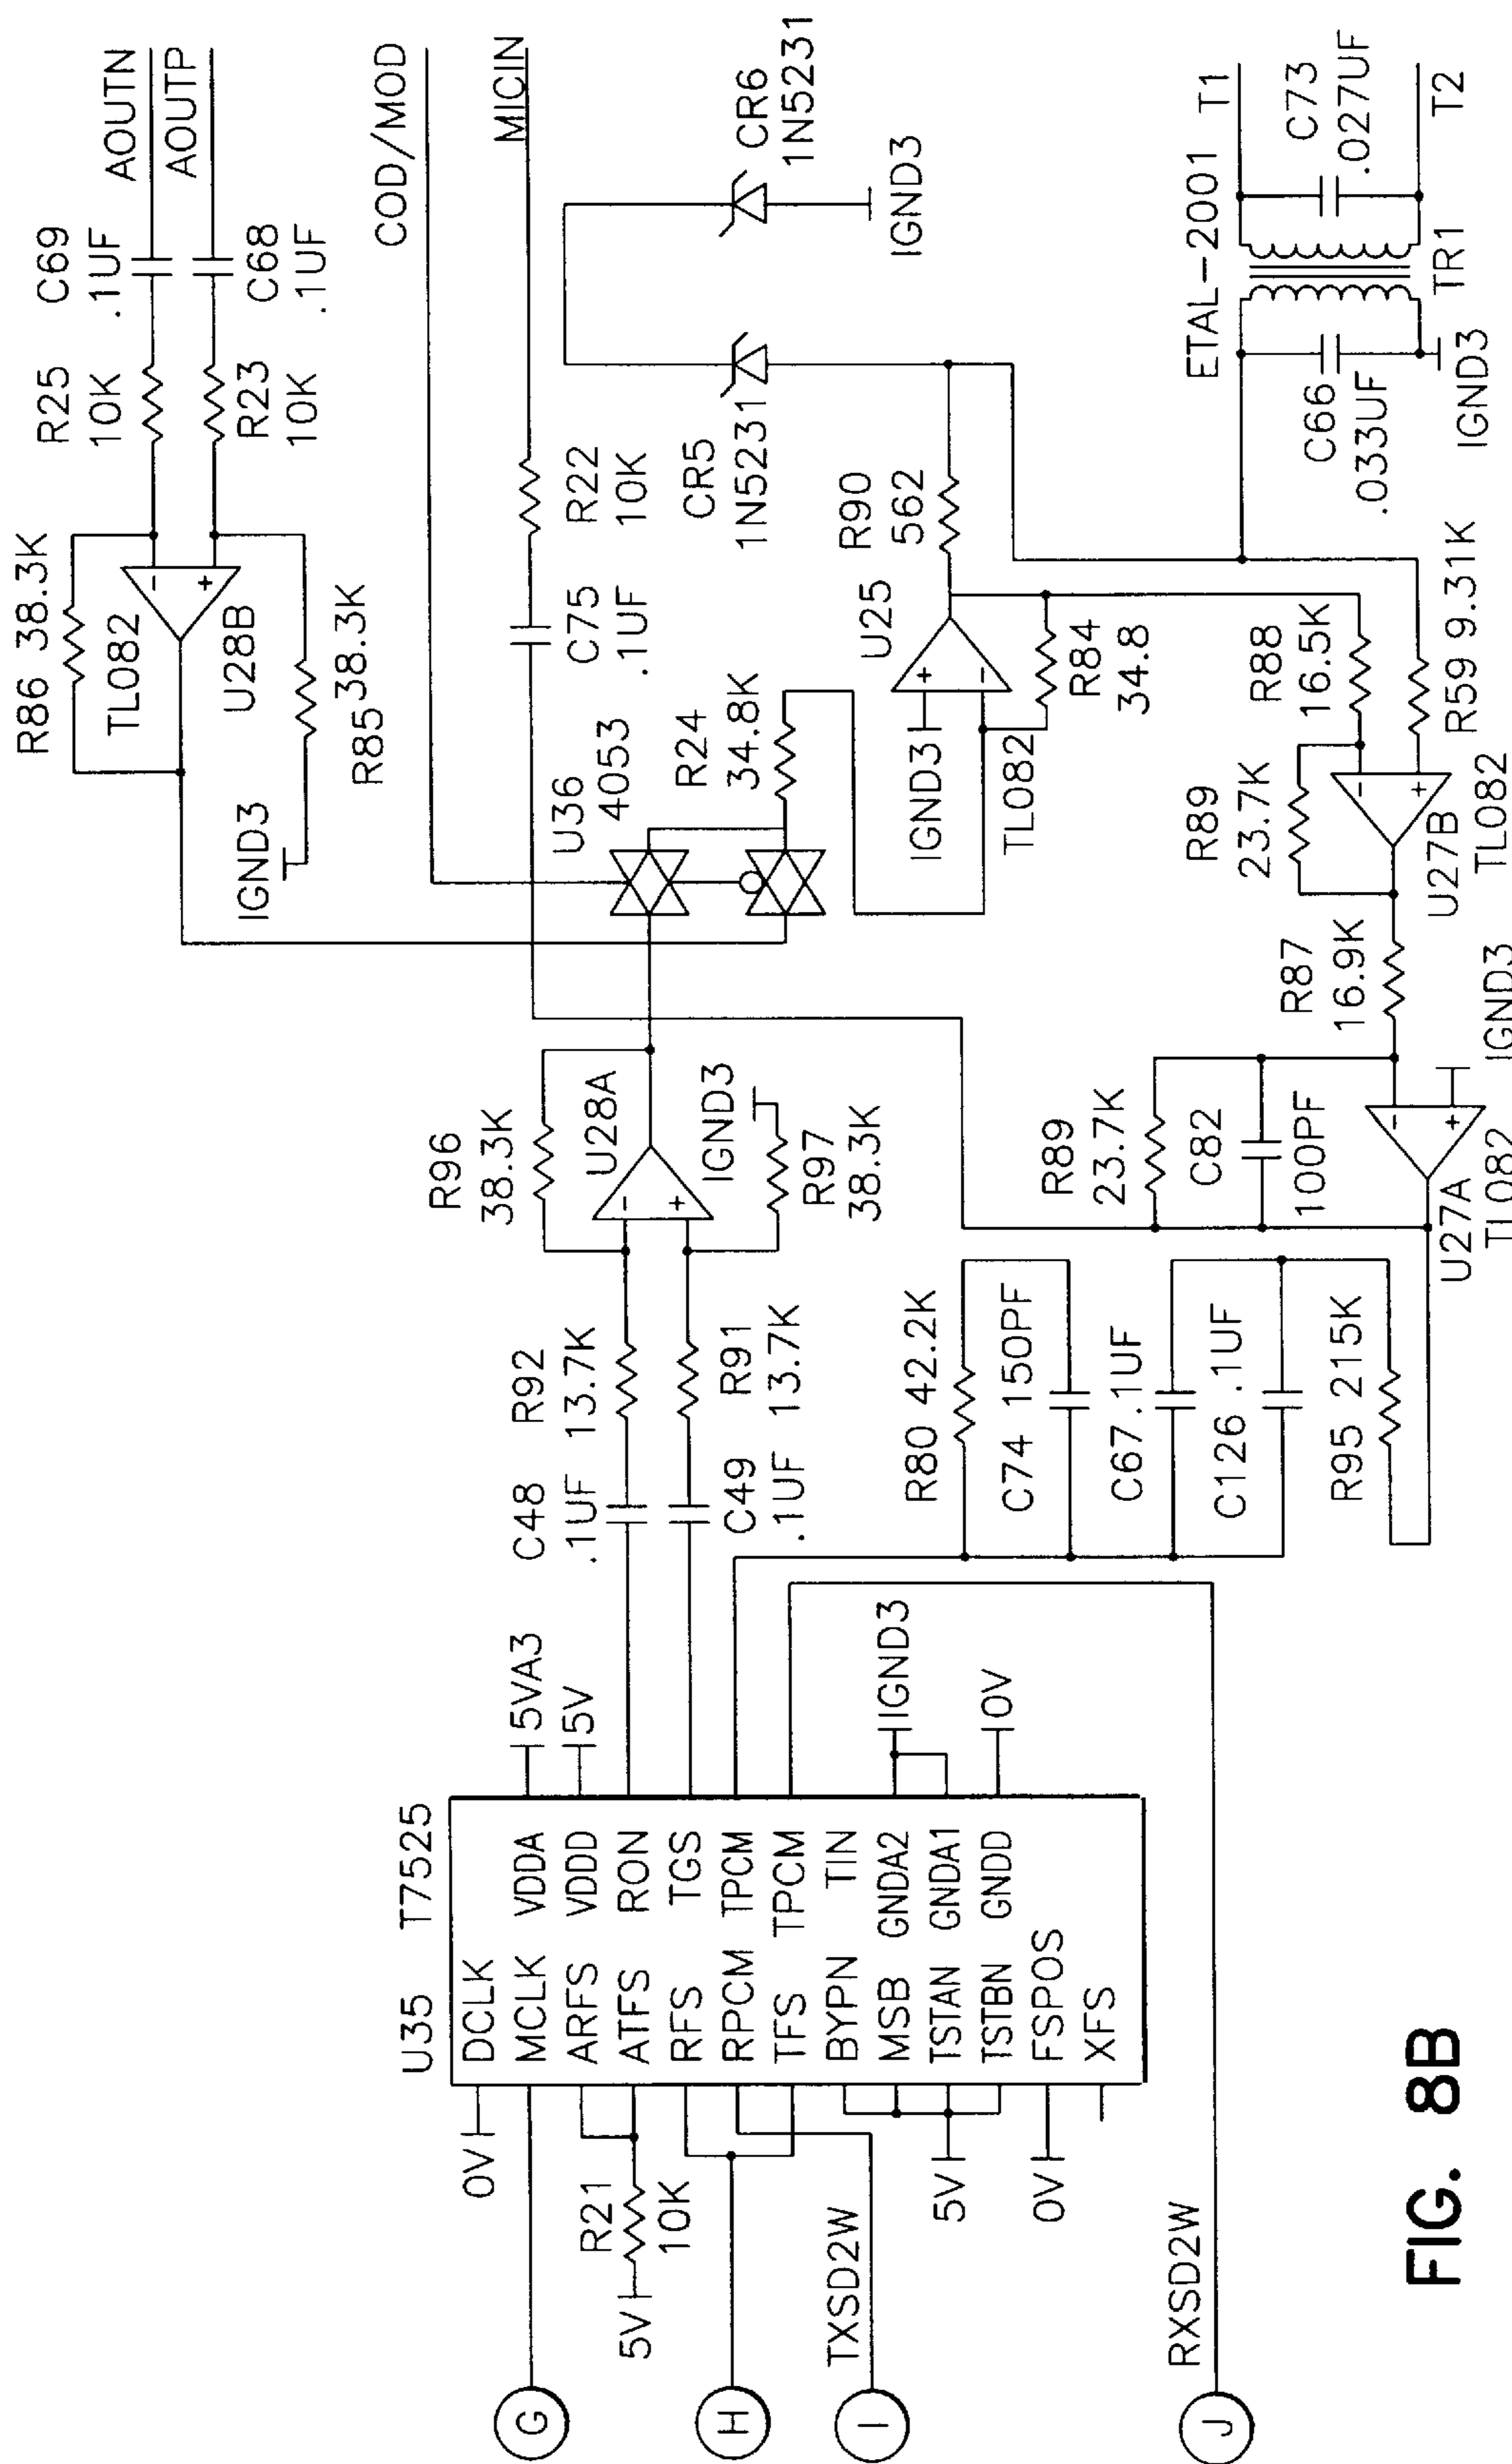 U35 T7525
DCLK
MCLK VDDA
ARFS VDDD
ATFS RON
RFS TGS
RPCM TPCM
TFS TPCM
BYPN TIN
MSB GNDA2
TSTAN GNDA1
TSTBN GNDD
FSPOS
XFS
0V
R21
10K
5V
5V
0V
G
H
I
J
TXSD2W
RXSD2W
5VA3
5V
IGND3
0V
C48 R92
.1UF 13.7K
C49 R91
.1UF 13.7K
R96
38.3K
U28A
IGND3
R97
38.3K
R80 42.2K
C74 150PF
C67 .1UF
C126 .1UF
R95 215K
R86 38.3K
TL082
U28B
R85 38.3K
IGND3
R25 C69
10K .1UF
AOUTN
AOUTP
R23 C68
10K .1UF
COD/MOD
MICIN
U36
4053
C75
.1UF
R22
10K
R24
34.8K
CR5
1N5231
CR6
1N5231
IGND3
U25
IGND3
TL082
R84
34.8
R90
562
R89
23.7K
C82
100PF
U27A
TL082
IGND3
R87
16.9K
R89
23.7K
U27B
TL082
R88
16.5K
R59 9.31K
ETAL-2001
T1
C66
.033UF
IGND3
TR1
C73
.027UF
T2
-
+
-
+
+
-
-
+
-
+
FIG. 8B